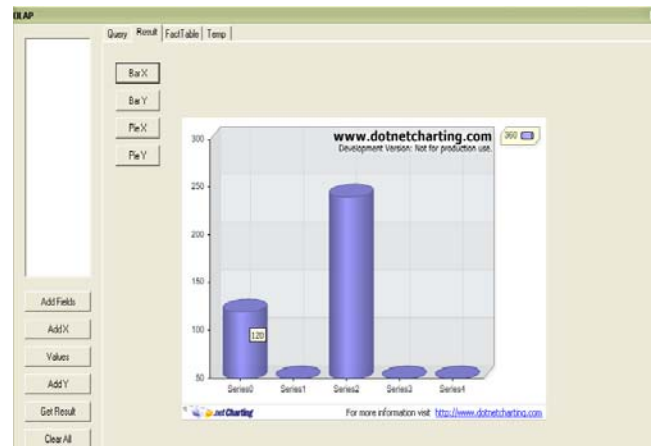 OLAP
Query Result FactTable Temp
Bar X
Bar Y
Pie X
Pie Y
www.dotnetcharting.com
Development Version: Not for production use.
360
300
250
200
150
100
50
120
Series0 Series1 Series2 Series3 Series4
.netCharting For more information visit http://www.dotnetcharting.com
Add Fields
Add X
Values
Add Y
Get Result
Clear All